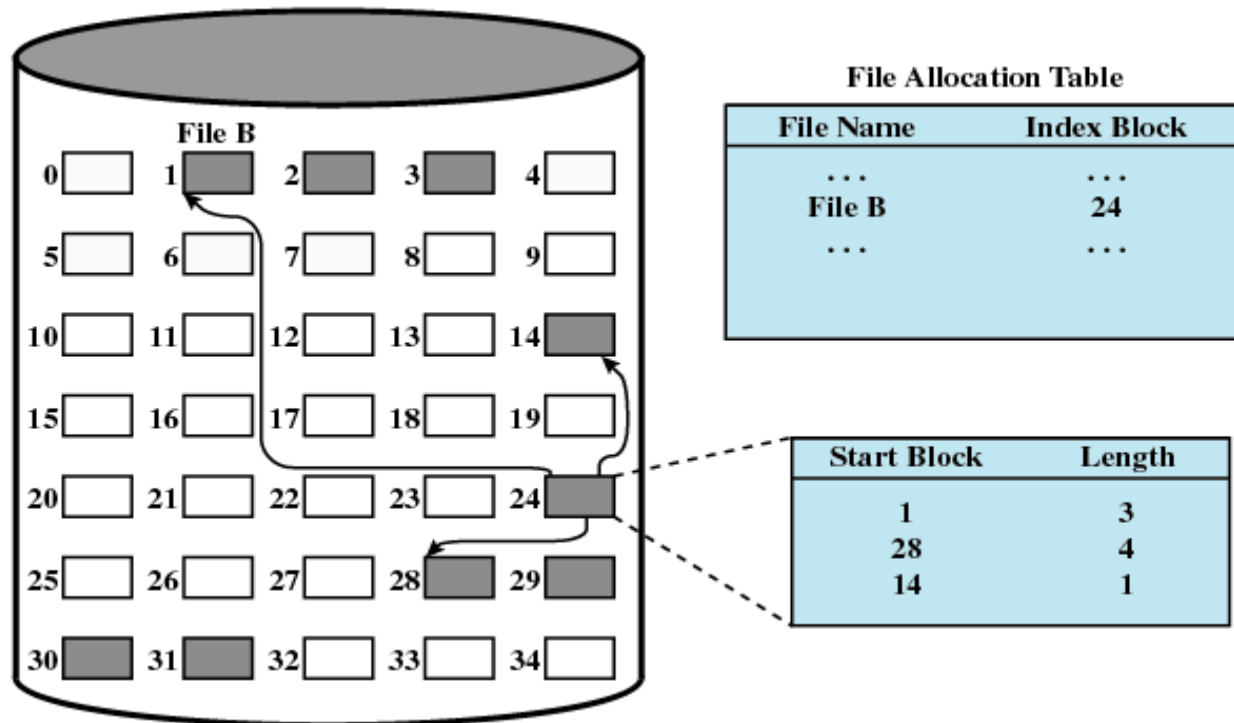 File B
0 1 2 3 4
5 6 7 8 9
10 11 12 13 14
15 16 17 18 19
20 21 22 23 24
25 26 27 28 29
30 31 32 33 34
File Allocation Table
File Name Index Block
... ...
File B 24
... ...
Start Block Length
1 3
28 4
14 1